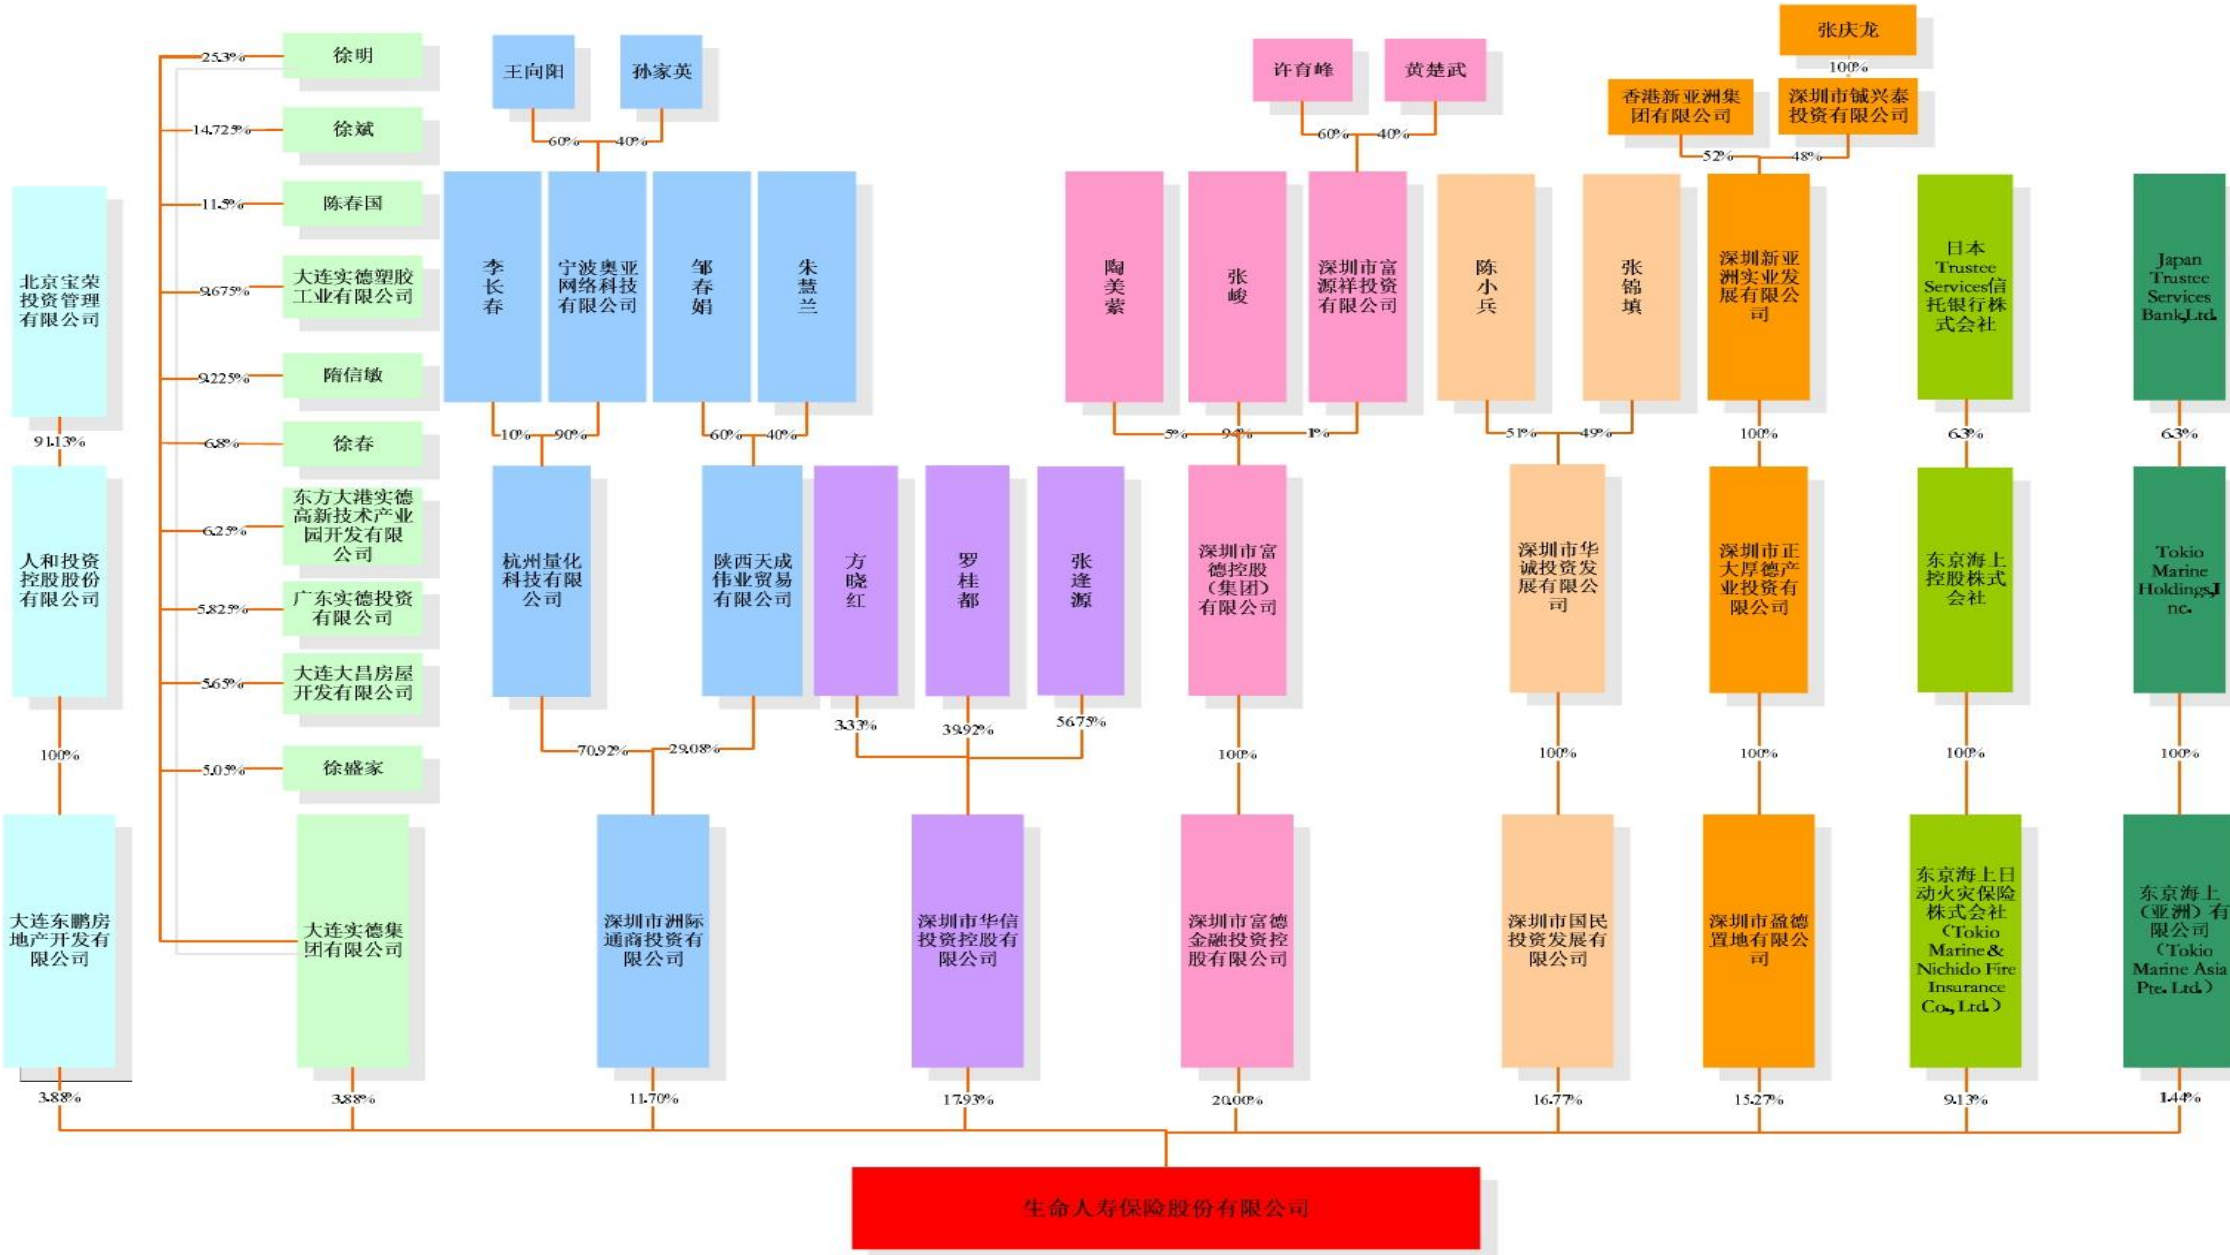 张庆龙
100%
徐明
25.3%
王向阳
孙家英
许育峰
黄楚武
香港新亚洲集
团有限公司
深圳市铖兴泰
投资有限公司
徐斌
14.725%
60%
40%
60%
40%
52%
48%
陈春国
11.5%
大连实德塑胶
工业有限公司
9.675%
隋信敏
9.225%
徐春
6.8%
东方大港实德
高新技术产业
园开发有限
公司
6.25%
广东实德投资
有限公司
5.825%
大连大昌房屋
开发有限公司
5.65%
徐盛家
5.05%
北京宝荣
投资管理
有限公司
李
长
春
宁波奥亚
网络科技
有限公司
邹
春
娟
朱
慧
兰
陶
美
萦
张
峻
深圳市富
源祥投资
有限公司
陈
小
兵
张
锦
填
深圳新亚
洲实业发
展有限公
司
日本
Trustee
Services信
托银行株
式会社
Japan
Trustee
Services
Bank,Ltd.
91.13%
10%
90%
60%
40%
5%
94%
1%
51%
49%
100%
6.3%
6.3%
人和投资
控股股份
有限公司
杭州量化
科技有限
公司
陕西天成
伟业贸易
有限公司
方
晓
红
罗
桂
都
张
逢
源
深圳市富
德控股
（集团）
有限公司
深圳市华
诚投资发
展有限公
司
深圳市正
大厚德产
业投资有
限公司
东京海上
控股株式
会社
Tokio
Marine
Holdings,I
nc.
100%
70.92%
29.08%
3.33%
39.92%
56.75%
100%
100%
100%
100%
100%
大连东鹏房
地产开发有
限公司
大连实德集
团有限公司
深圳市洲际
通商投资有
限公司
深圳市华信
投资控股有
限公司
深圳市富德
金融投资控
股有限公司
深圳市国民
投资发展有
限公司
深圳市盈德
置地有限公
司
东京海上日
动火灾保险
株式会社
（Tokio
Marine &
Nichido Fire
Insurance
Co., Ltd.）
东京海上
（亚洲）有
限公司
（Tokio
Marine Asia
Pte. Ltd.）
3.88%
3.88%
11.70%
17.93%
20.00%
16.77%
15.27%
9.13%
1.44%
生命人寿保险股份有限公司